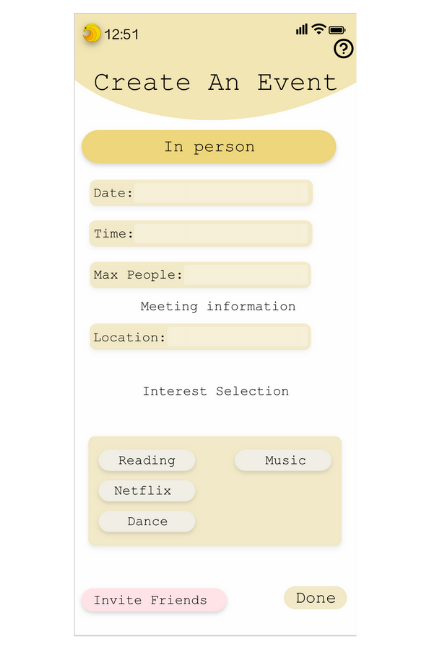 12:51
?
Create An Event
In person
Date:
Time:
Max People:
Meeting information
Location:
Interest Selection
Reading Music
Netflix
Dance
Invite Friends Done